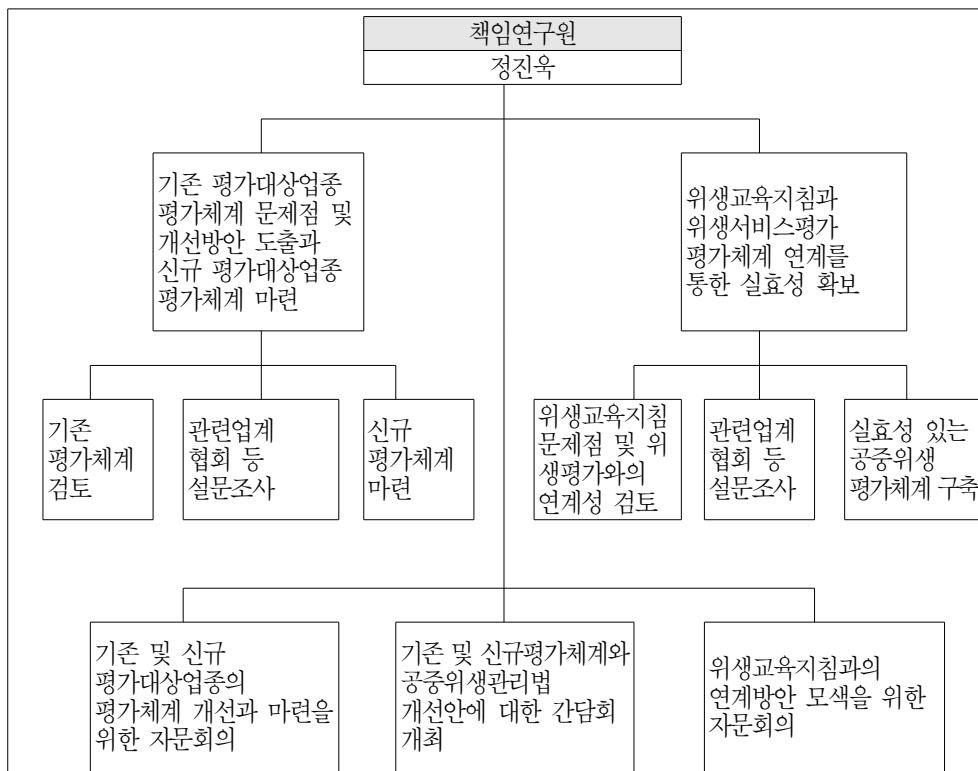 책임연구원
정진욱
기존 평가대상업종
평가체계 문제점 및
개선방안 도출과
신규 평가대상업종
평가체계 마련
위생교육지침과
위생서비스평가
평가체계 연계를
통한 실효성 확보
기존
평가체계
검토
관련업계
협회 등
설문조사
신규
평가체계
마련
위생교육지침
문제점 및 위
생평가와의
연계성 검토
관련업계
협회 등
설문조사
실효성 있는
공중위생
평가체계 구축
기존 및 신규
평가대상업종의
평가체계 개선과 마련을
위한 자문회의
기존 및 신규평가체계와
공중위생관리법
개선안에 대한 간담회
개최
위생교육지침과의
연계방안 모색을 위한
자문회의